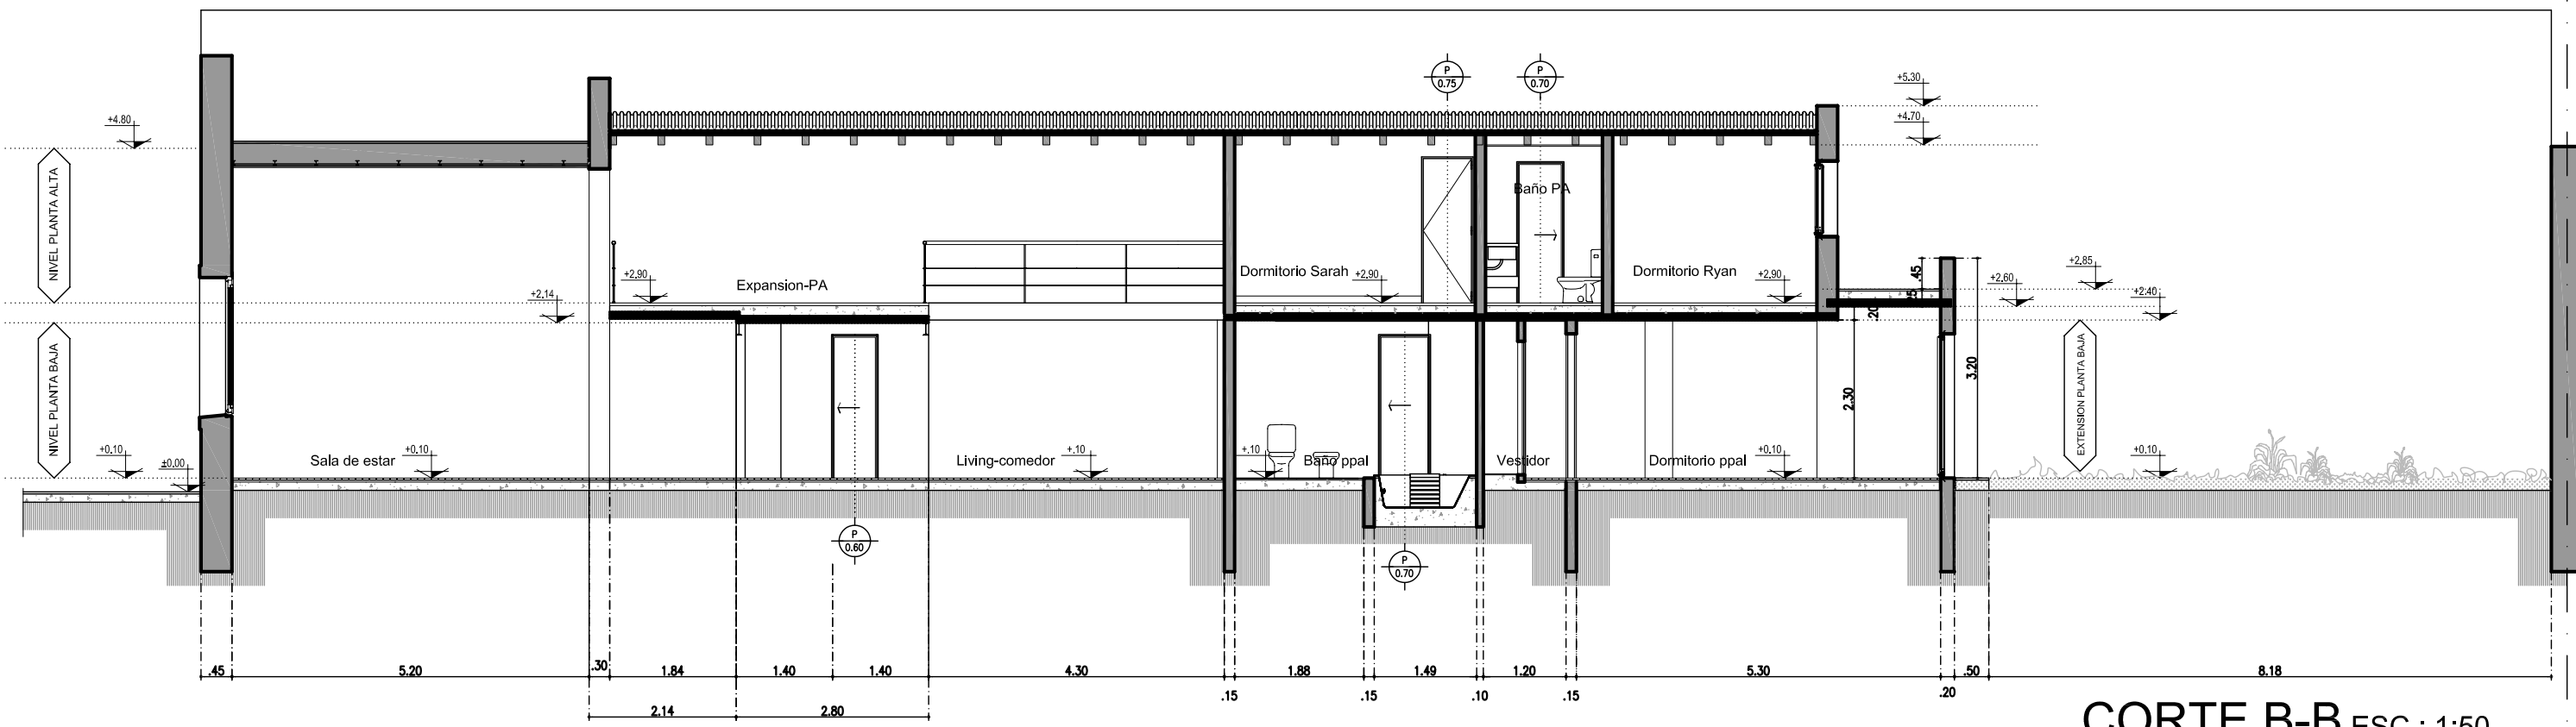 P
0.75
P
0.70
+5.30
+4.70
+4.80
NIVEL PLANTA ALTA
Baño PA
+2.90
Expansion-PA
Dormitorio Sarah
+2.90
Dormitorio Ryan
+2.90
.45
.25
.20
+2.60
+2.85
+2.40
+2.14
NIVEL PLANTA BAJA
EXTENSION PLANTA BAJA
3.20
2.30
+0.10
±0.00
Sala de estar
+0.10
Living-comedor
+.10
+.10
Baño ppal
Vestidor
Dormitorio ppal
+0.10
+0.10
P
0.60
P
0.70
.45
5.20
.30
1.84
1.40
1.40
4.30
.15
1.88
.15
1.49
.10
1.20
.15
5.30
.20
.50
8.18
2.14
2.80
CORTE B-B ESC : 1:50